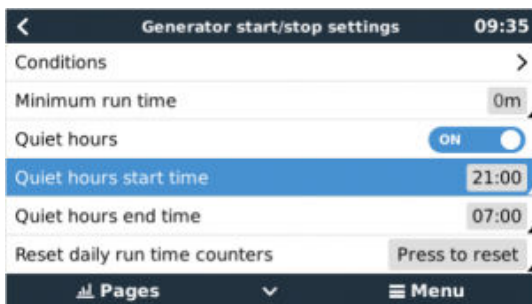 Generator start/stop settings 09:35
Conditions
Minimum run time 0m
Quiet hours ON
Quiet hours start time 21:00
Quiet hours end time 07:00
Reset daily run time counters Press to reset
Pages Menu